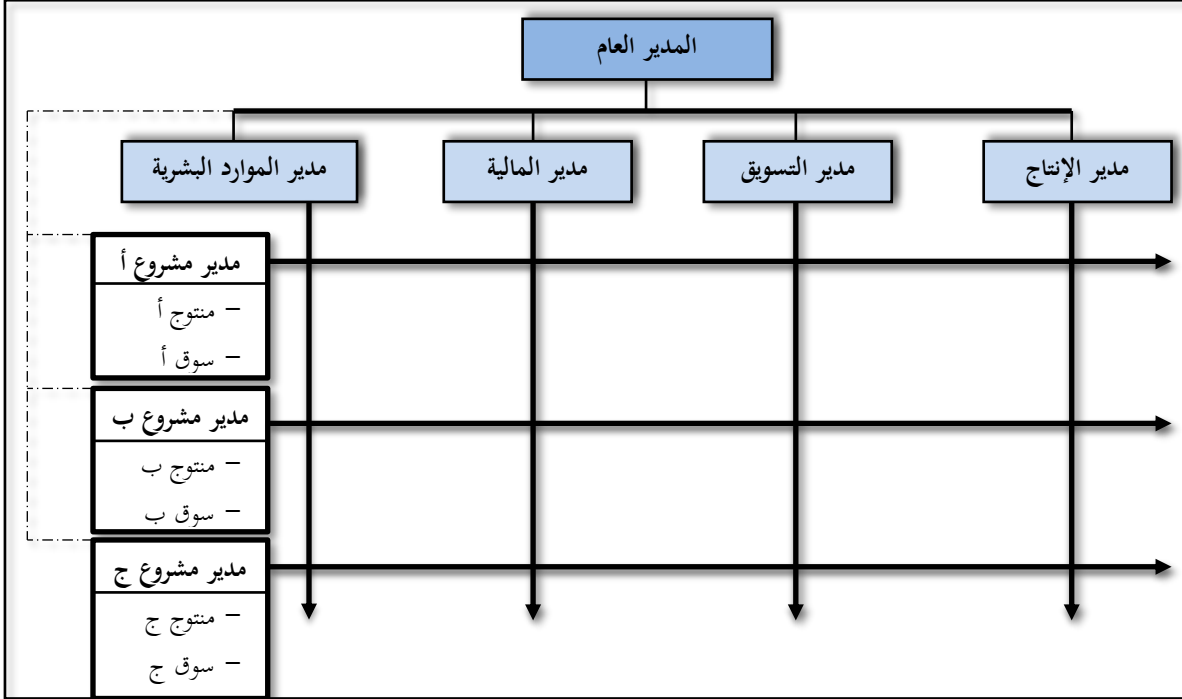 المدير العام
مدير الإنتاج
مدير التسويق
مدير المالية
مدير الموارد البشرية
مدير مشروع أ
– منتوج أ
– سوق أ
مدير مشروع ب
– منتوج ب
– سوق ب
مدير مشروع ج
– منتوج ج
– سوق ج